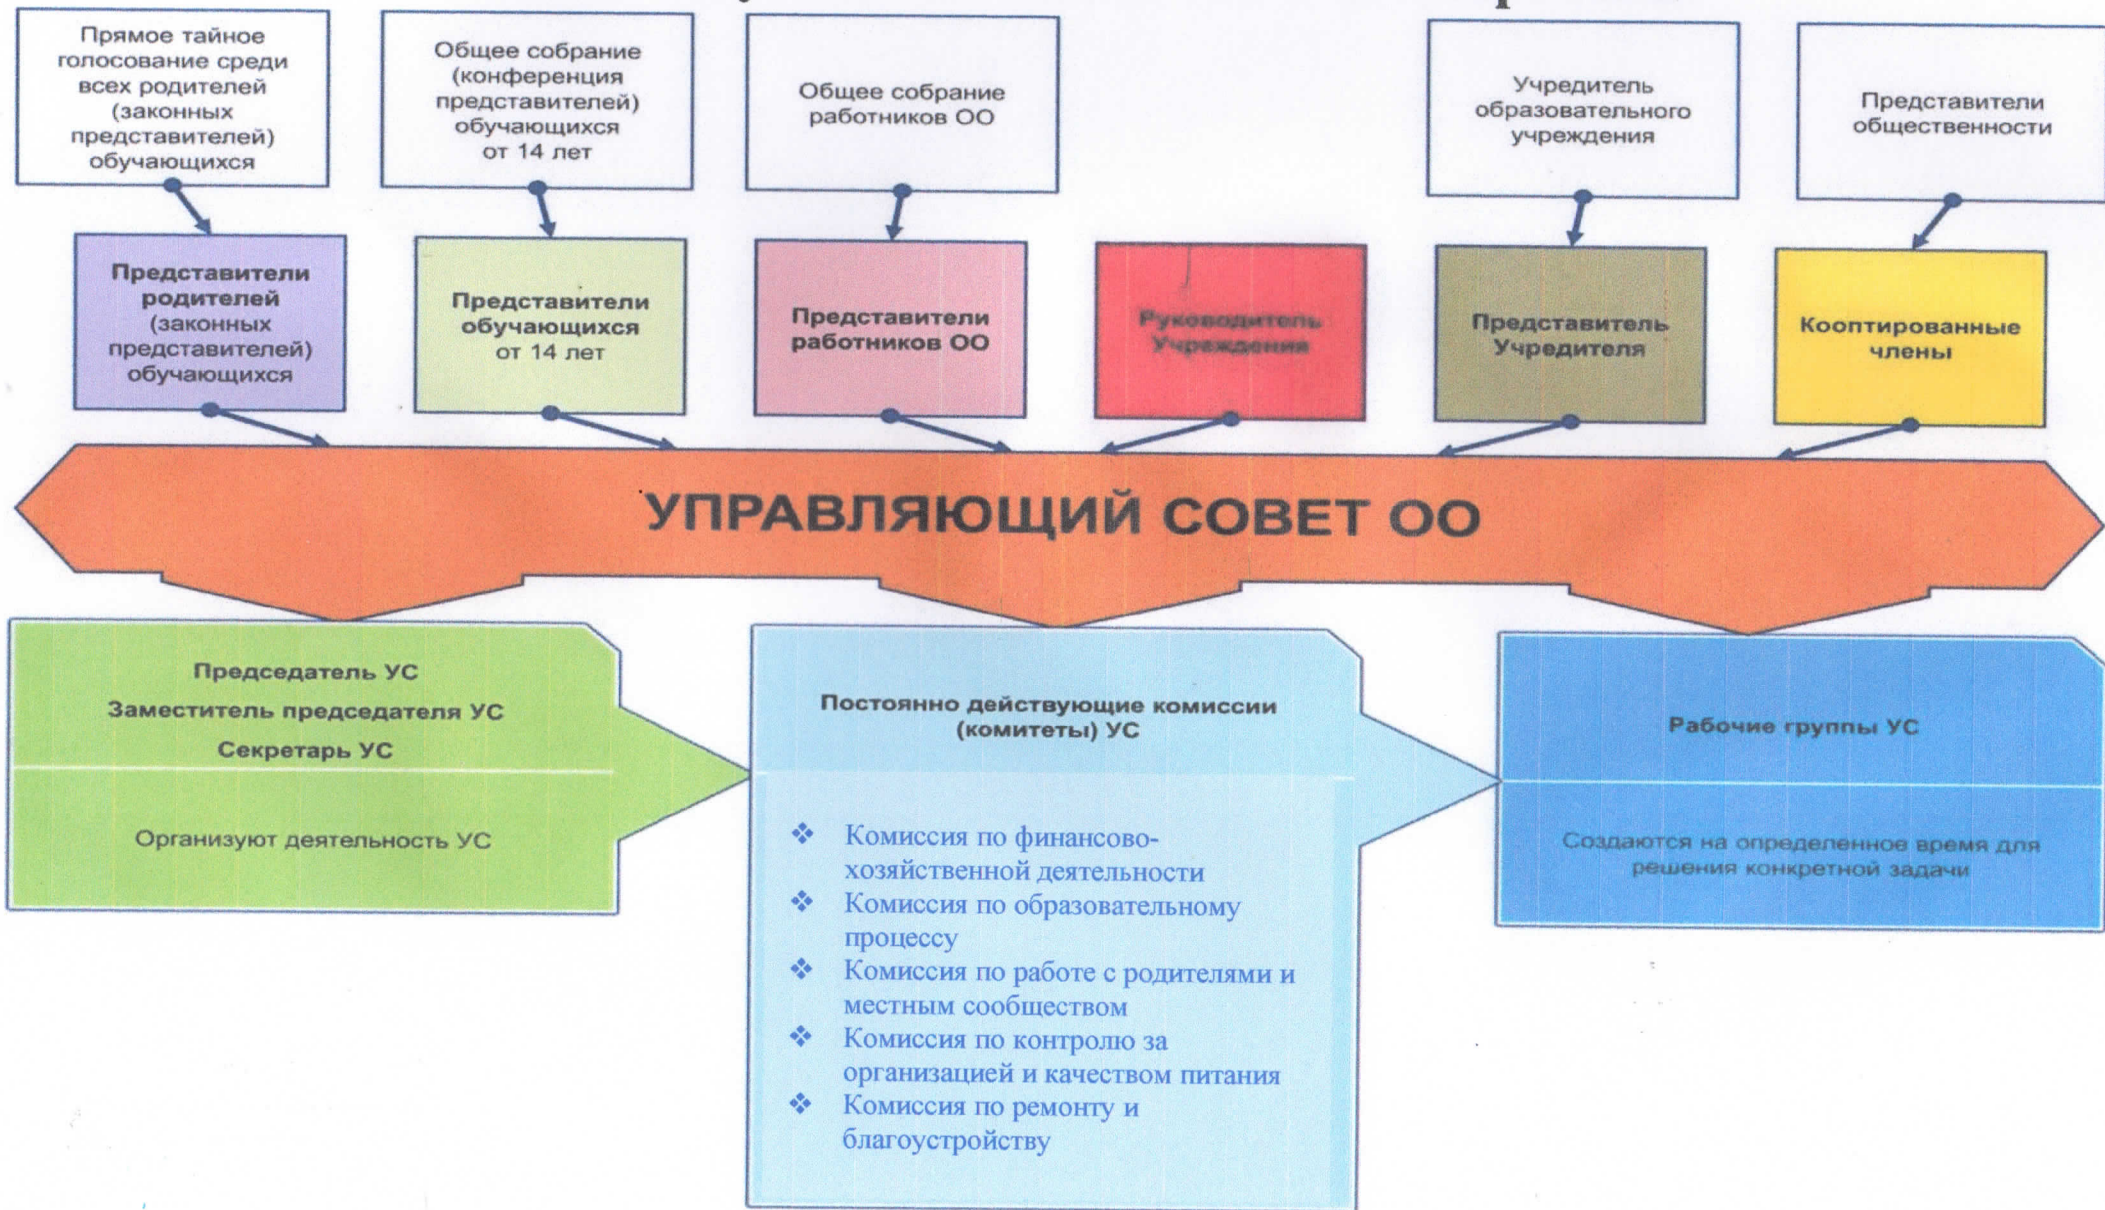 Прямое тайное
голосование среди
всех родителей
(законных
представителей)
обучающихся
Общее собрание
(конференция
представителей)
обучающихся
от 14 лет
Общее собрание
работников ОО
Учредитель
образовательного
учреждения
Представители
общественности
Представители
родителей
(законных
представителей)
обучающихся
Представители
обучающихся
от 14 лет
Представители
работников ОО
Руководитель
Учреждения
Представитель
Учредителя
Кооптированные
члены
УПРАВЛЯЮЩИЙ СОВЕТ ОО
Председатель УС
Заместитель председателя УС
Секретарь УС
Организуют деятельность УС
Постоянно действующие комиссии
(комитеты) УС
❖ Комиссия по финансово-
хозяйственной деятельности
❖ Комиссия по образовательному
процессу
❖ Комиссия по работе с родителями и
местным сообществом
❖ Комиссия по контролю за
организацией и качеством питания
❖ Комиссия по ремонту и
благоустройству
Рабочие группы УС
Создаются на определенное время для
решения конкретной задачи